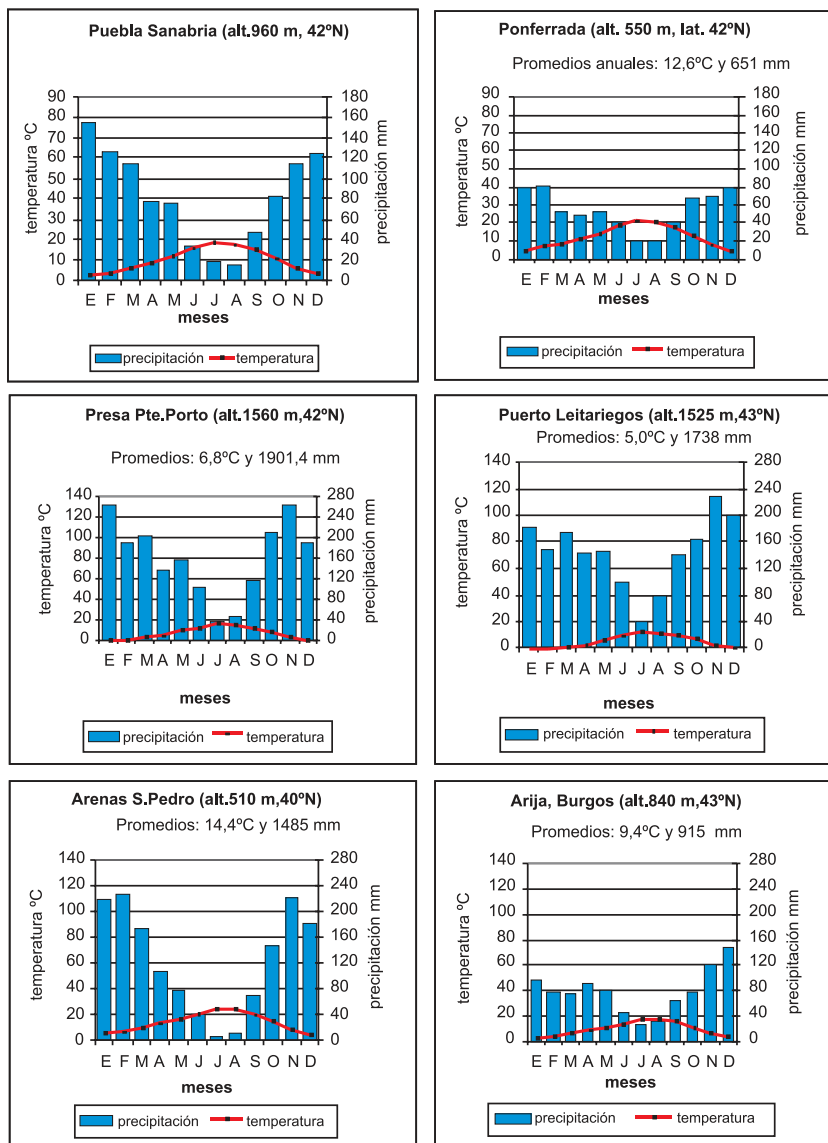 Puebla Sanabria (alt.960 m, 42ºN)
temperatura ºC
90
80
70
60
50
40
30
20
10
0
180
160
140
120
100
80
60
40
20
0
precipitación mm
E F M A M J J A S O N D
meses
precipitación temperatura
Ponferrada (alt. 550 m, lat. 42ºN)
Promedios anuales: 12,6ºC y 651 mm
temperatura ºC
90
80
70
60
50
40
30
20
10
0
180
160
140
120
100
80
60
40
20
0
precipitación mm
E F M A M J J A S O N D
meses
precipitación temperatura
Presa Pte.Porto (alt.1560 m,42ºN)
Promedios: 6,8ºC y 1901,4 mm
temperatura ºC
140
120
100
80
60
40
20
0
280
240
200
160
120
80
40
0
precipitación mm
E F M A M J J A S O N D
meses
precipitación temperatura
Puerto Leitariegos (alt.1525 m,43ºN)
Promedios: 5,0ºC y 1738 mm
temperatura ºC
140
120
100
80
60
40
20
0
280
240
200
160
120
80
40
0
precipitación mm
E F M A M J J A S O N D
meses
precipitación temperatura
Arenas S.Pedro (alt.510 m,40ºN)
Promedios: 14,4ºC y 1485 mm
temperatura ºC
140
120
100
80
60
40
20
0
280
240
200
160
120
80
40
0
precipitación mm
E F M A M J J A S O N D
meses
precipitación temperatura
Arija, Burgos (alt.840 m,43ºN)
Promedios: 9,4ºC y 915 mm
temperatura ºC
140
120
100
80
60
40
20
0
280
240
200
160
120
80
40
0
precipitación mm
E F M A M J J A S O N D
meses
precipitación temperatura